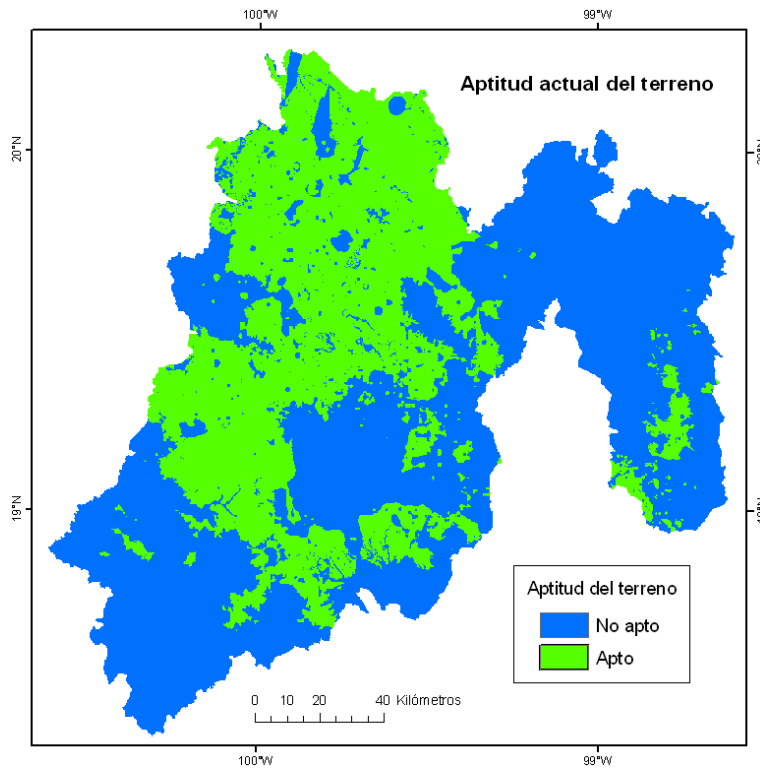 100°W 99°W
Aptitud actual del terreno
20°N
19°N
Aptitud del terreno
No apto
Apto
0 10 20 40 Kilómetros
100°W 99°W